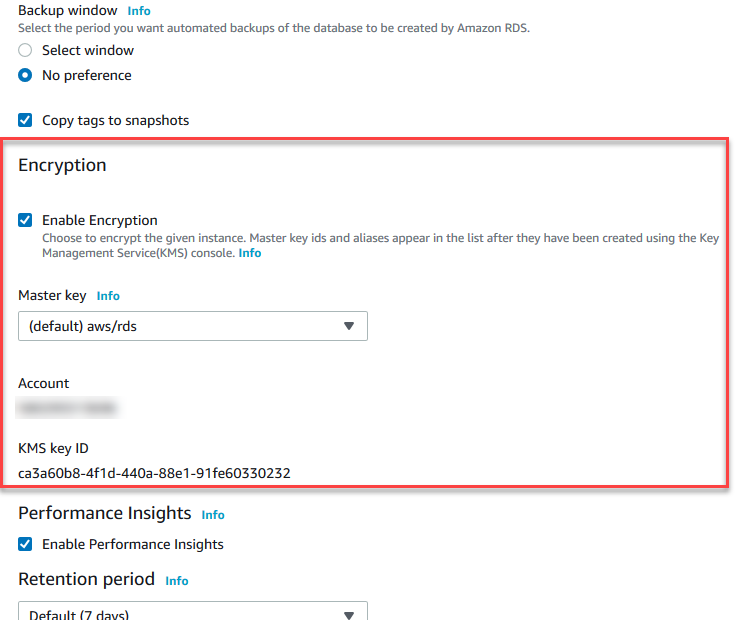 Backup window Info
Select the period you want automated backups of the database to be created by Amazon RDS.
Select window
No preference
Copy tags to snapshots
Encryption
Enable Encryption
Choose to encrypt the given instance. Master key ids and aliases appear in the list after they have been created using the Key
Management Service(KMS) console. Info
Master key Info
(default) aws/rds
Account
KMS key ID
ca3a60b8-4f1d-440a-88e1-91fe60330232
Performance Insights Info
Enable Performance Insights
Retention period Info
Default (7 days)